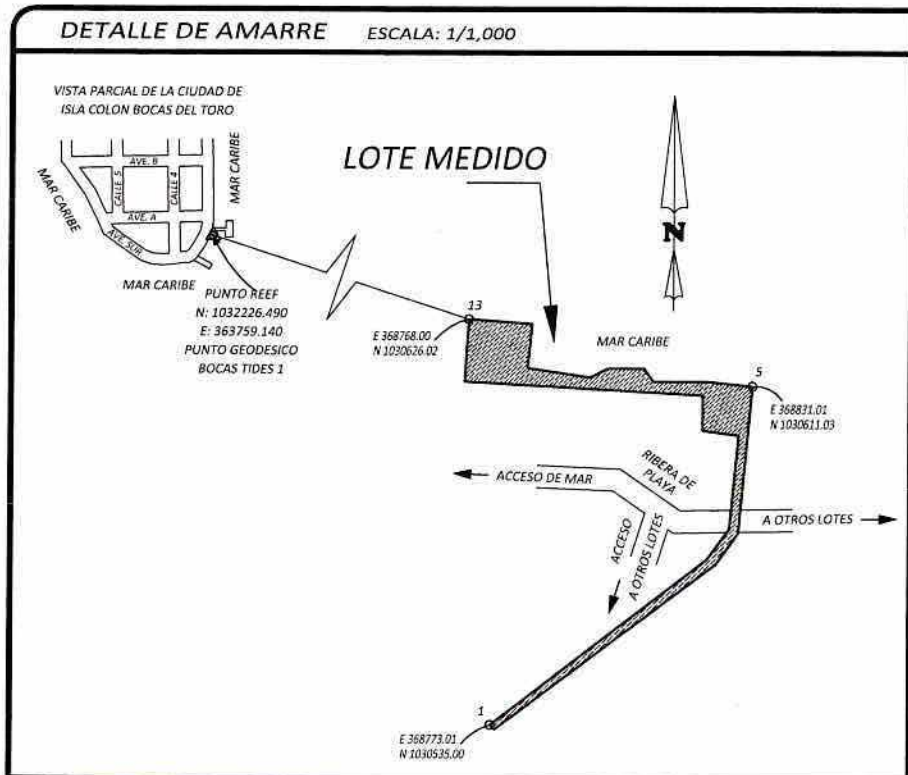 DETALLE DE AMARRE ESCALA: 1/1,000
VISTA PARCIAL DE LA CIUDAD DE
ISLA COLON BOCAS DEL TORO
AVE. B
CALLE 5
CALLE 4
AVE. A
AVE. SUR
MAR CARIBE
MAR CARIBE
MAR CARIBE
PUNTO REEF
N: 1032226.490
E: 363759.140
PUNTO GEODESICO
BOCAS TIDES 1
LOTE MEDIDO
N
13
E 368768.00
N 1030626.02
MAR CARIBE
5
E 368831.01
N 1030611.03
RIBERA DE
PLAYA
ACCESO DE MAR
A OTROS LOTES
ACCESO
A OTROS LOTES
1
E 368773.01
N 1030535.00